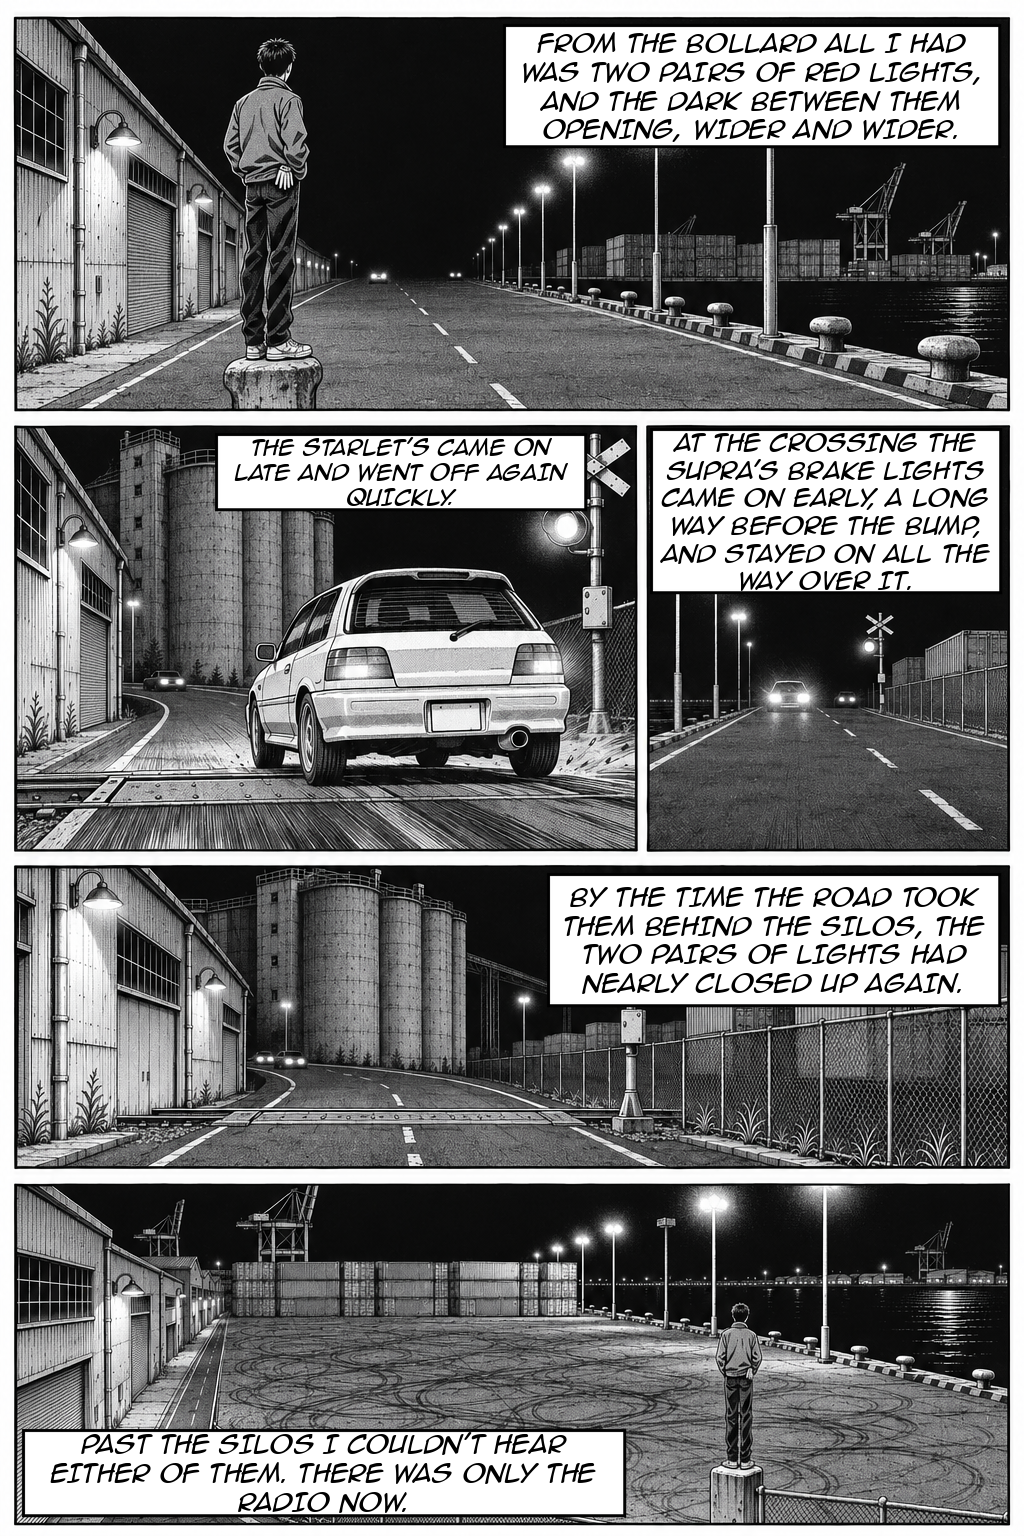 FROM THE BOLLARD ALL I HAD
WAS TWO PAIRS OF RED LIGHTS,
AND THE DARK BETWEEN THEM
OPENING, WIDER AND WIDER.
THE STARLET'S CAME ON
LATE AND WENT OFF AGAIN
QUICKLY.
AT THE CROSSING THE
SUPRA'S BRAKE LIGHTS
CAME ON EARLY, A LONG
WAY BEFORE THE BUMP,
AND STAYED ON ALL THE
WAY OVER IT.
BY THE TIME THE ROAD TOOK
THEM BEHIND THE SILOS, THE
TWO PAIRS OF LIGHTS HAD
NEARLY CLOSED UP AGAIN.
PAST THE SILOS I COULDN'T HEAR
EITHER OF THEM. THERE WAS ONLY THE
RADIO NOW.